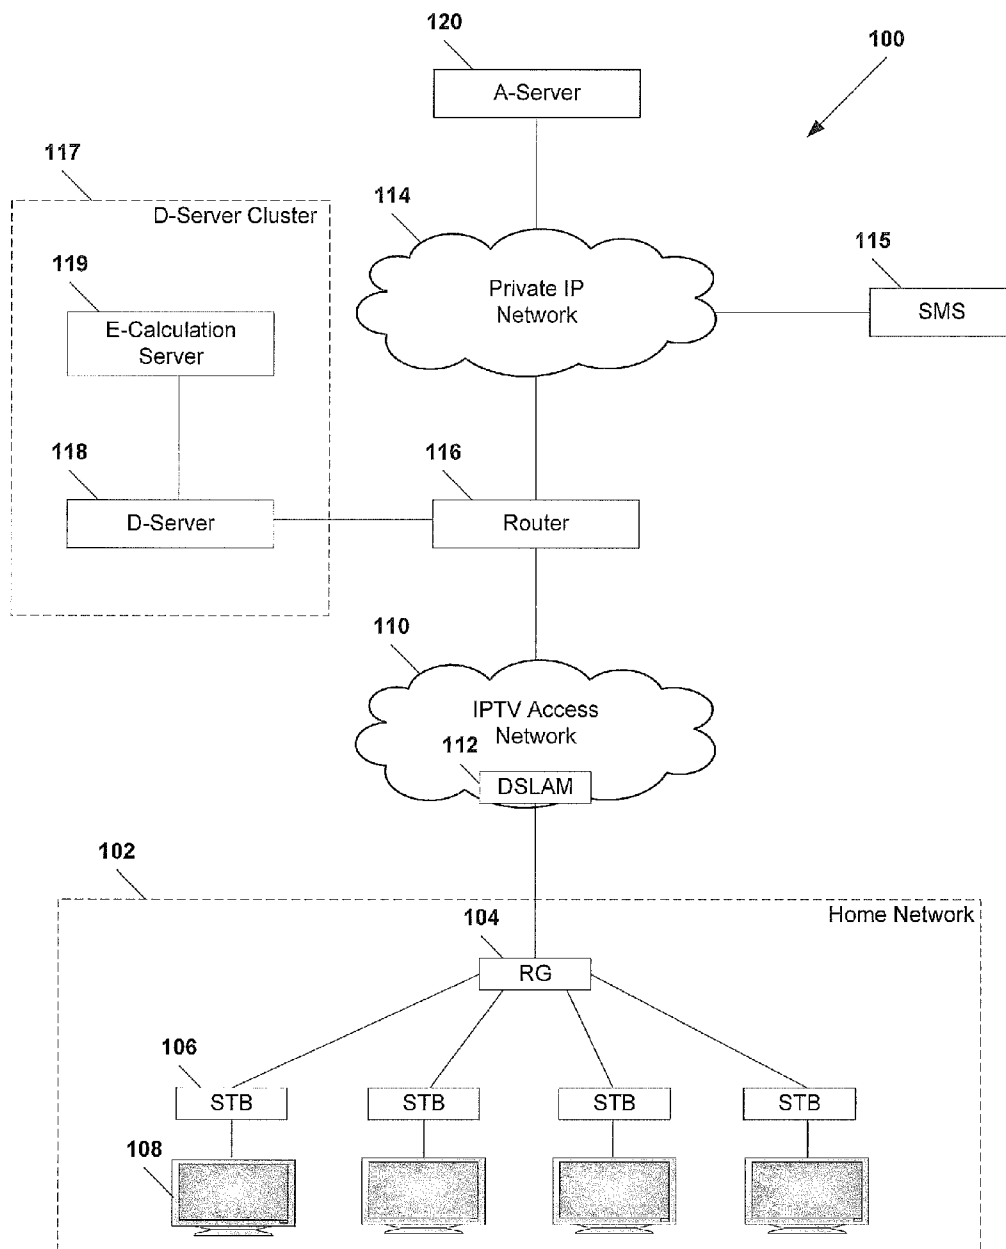 120
100
A-Server
117
D-Server Cluster
114
115
119
Private IP
Network
SMS
E-Calculation
Server
118
116
D-Server
Router
110
IPTV Access
Network
112
DSLAM
102
Home Network
104
RG
106
STB
STB
STB
STB
108